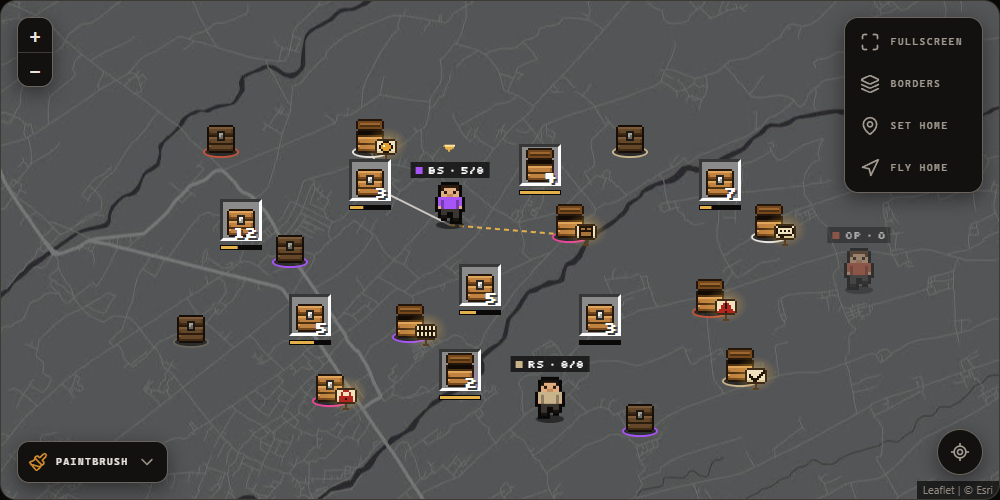 +
−
FULLSCREEN
BORDERS
SET HOME
FLY HOME
BS · 5/8
3
7
12
OP · 0
5
5
3
2
RS · 0/0
PAINTBRUSH
Leaflet | © Esri